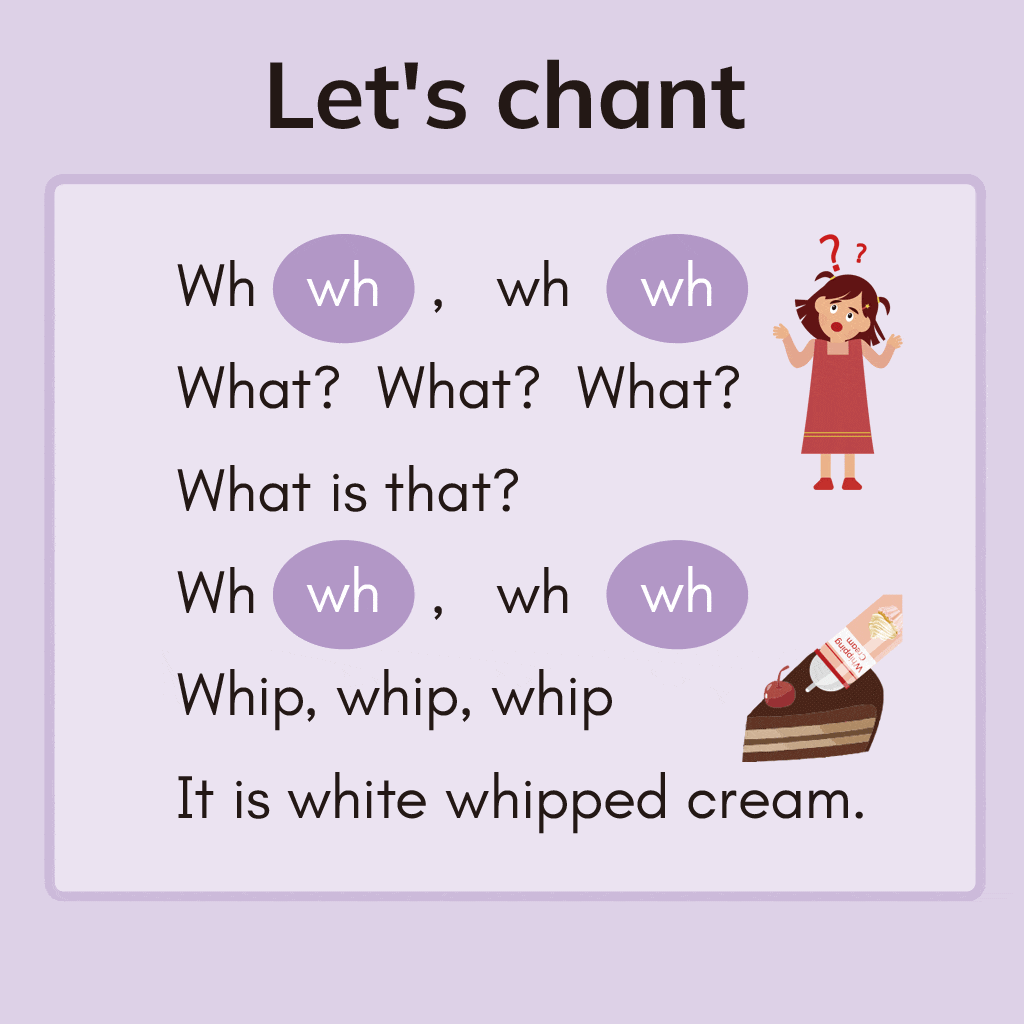 Let's chant
Wh wh , wh wh
What? What? What?
What is that?
Wh wh , wh wh
Whip, whip, whip
It is white whipped cream.
? ?
Whipping
Cream